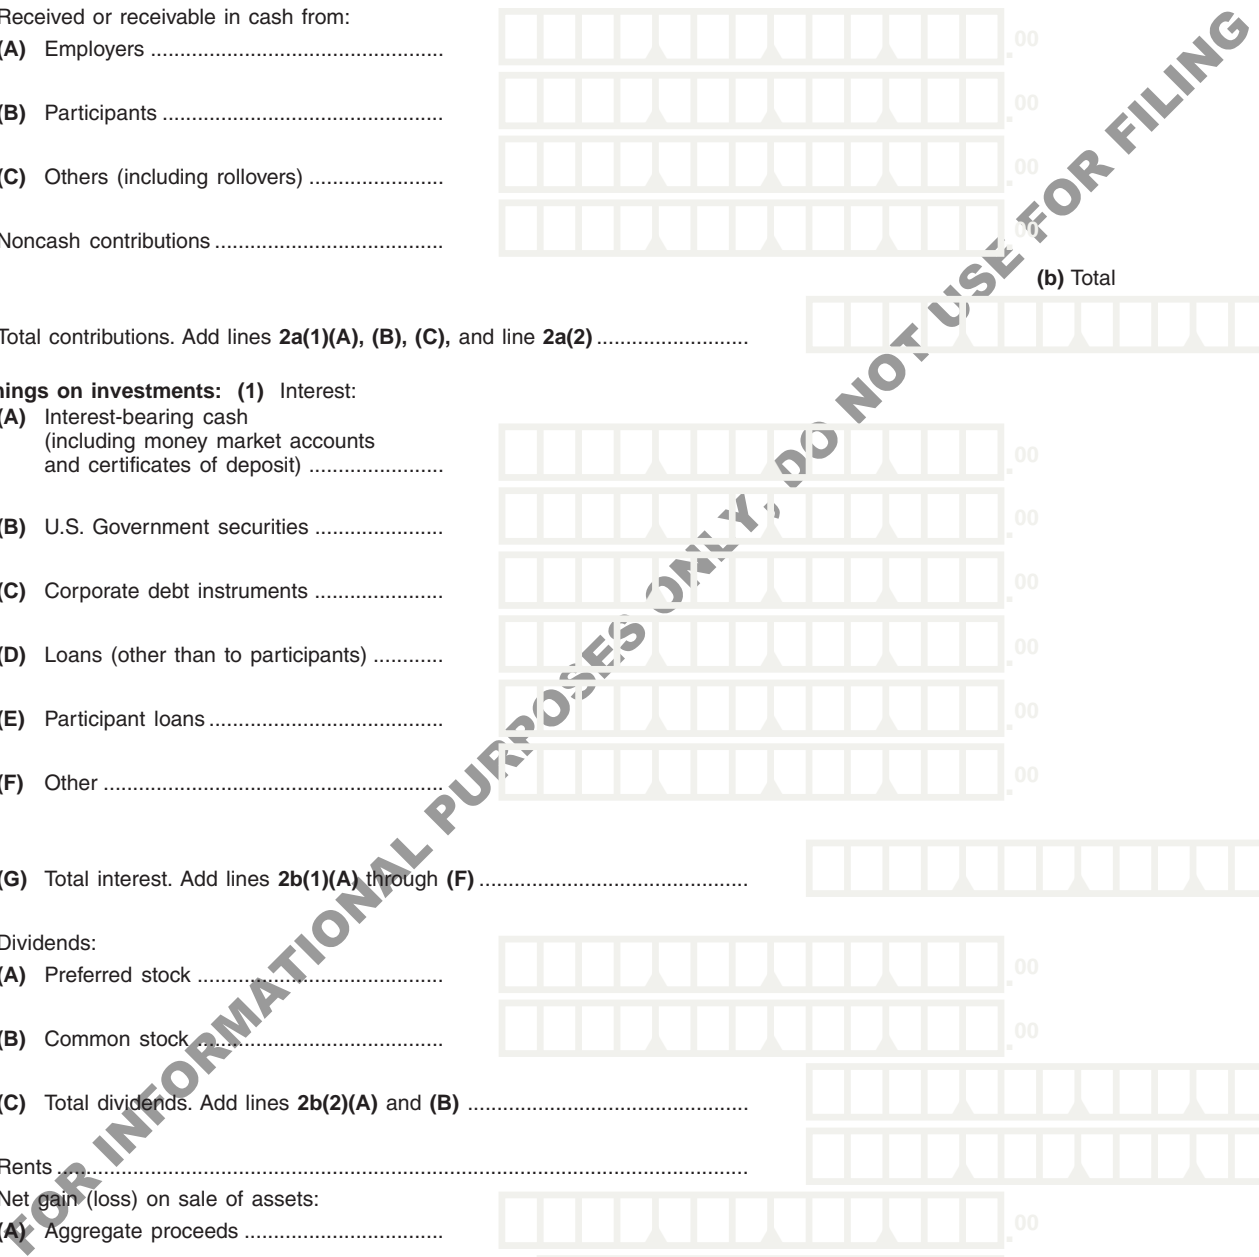 Received or receivable in cash from:
(A) Employers ...................................................
.00
(B) Participants .................................................
.00
(C) Others (including rollovers) .......................
.00
Noncash contributions ........................................
.00
(b) Total
Total contributions. Add lines 2a(1)(A), (B), (C), and line 2a(2) ..........................
nings on investments: (1) Interest:
(A) Interest-bearing cash
(including money market accounts
and certificates of deposit) .......................
.00
(B) U.S. Government securities ......................
.00
(C) Corporate debt instruments ......................
.00
(D) Loans (other than to participants) ............
.00
(E) Participant loans ........................................
.00
(F) Other ..........................................................
.00
(G) Total interest. Add lines 2b(1)(A) through (F) ..............................................
Dividends:
(A) Preferred stock ..........................................
.00
(B) Common stock ..........................................
.00
(C) Total dividends. Add lines 2b(2)(A) and (B) ................................................
Rents ......................................................................................................................
Net gain (loss) on sale of assets:
(A) Aggregate proceeds ..................................
.00
FOR INFORMATIONAL PURPOSES ONLY, DO NOT USE FOR FILING